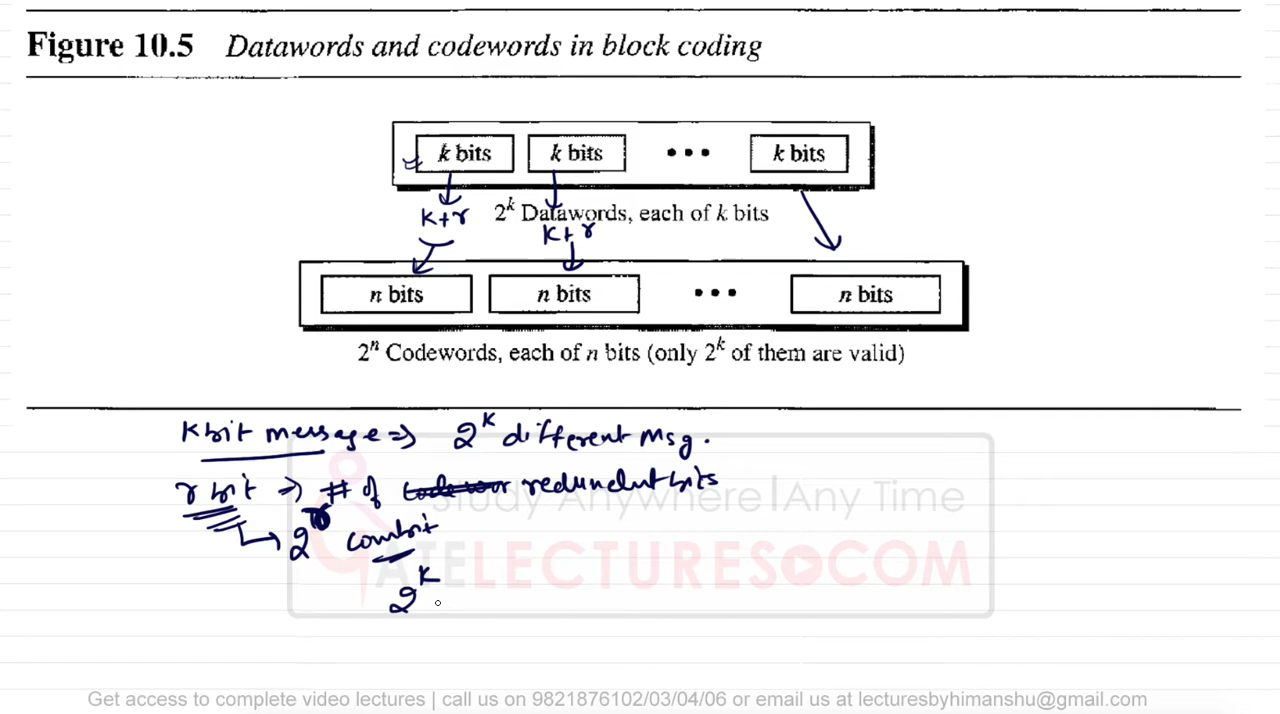 Figure 10.5 Datawords and codewords in block coding
k bits k bits ••• k bits
k+r
2^k Datawords, each of k bits
k+r
n bits n bits ••• n bits
2^n Codewords, each of n bits (only 2^k of them are valid)
K bit message => 2^k different Msg.
r bit => # of redundent bits
Study Anywhere | Any Time
2^r combit
GATELECTURES.COM
2^k
Get access to complete video lectures | call us on 9821876102/03/04/06 or email us at lecturesbyhimanshu@gmail.com